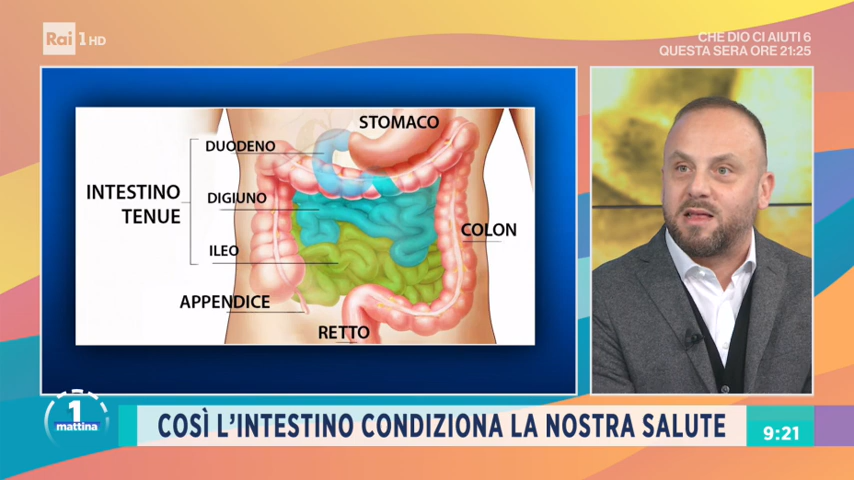 Rai 1 HD
CHE DIO CI AIUTI 6
QUESTA SERA ORE 21:25
STOMACO
DUODENO
INTESTINO
TENUE
DIGIUNO
COLON
ILEO
APPENDICE
RETTO
1
mattina
COSÌ L'INTESTINO CONDIZIONA LA NOSTRA SALUTE
9:21